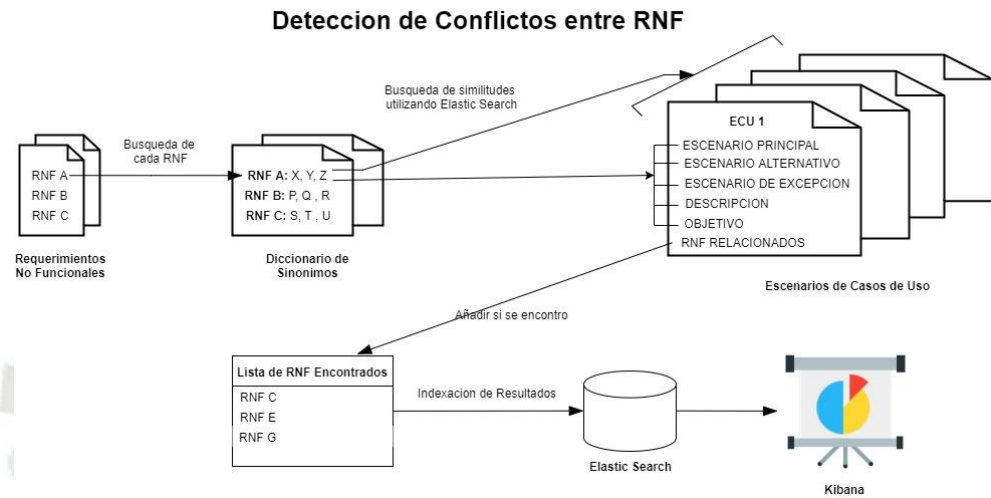 Deteccion de Conflictos entre RNF
Busqueda de similitudes
utilizando Elastic Search
Busqueda de
cada RNF
RNF A
RNF B
RNF C
Requerimientos
No Funcionales
RNF A: X, Y, Z
RNF B: P, Q , R
RNF C: S, T , U
Diccionario de
Sinonimos
ECU 1
ESCENARIO PRINCIPAL
ESCENARIO ALTERNATIVO
ESCENARIO DE EXCEPCION
DESCRIPCION
OBJETIVO
RNF RELACIONADOS
Escenarios de Casos de Uso
Añadir si se encontro
Lista de RNF Encontrados
RNF C
RNF E
RNF G
Indexacion de Resultados
Elastic Search
Kibana